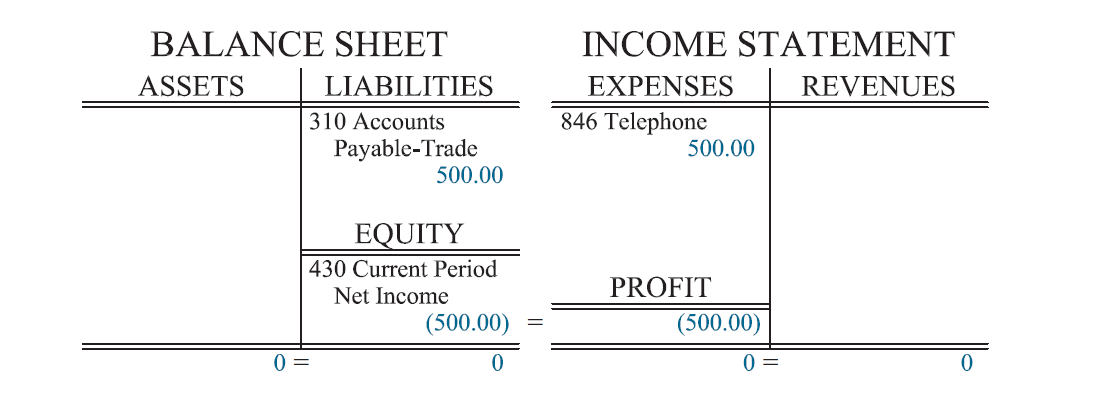 BALANCE SHEET
INCOME STATEMENT
ASSETS
LIABILITIES
EXPENSES
REVENUES
310 Accounts
Payable-Trade
500.00
EQUITY
430 Current Period
Net Income
(500.00) =
846 Telephone
500.00
PROFIT
(500.00)
0 =
0
0 =
0